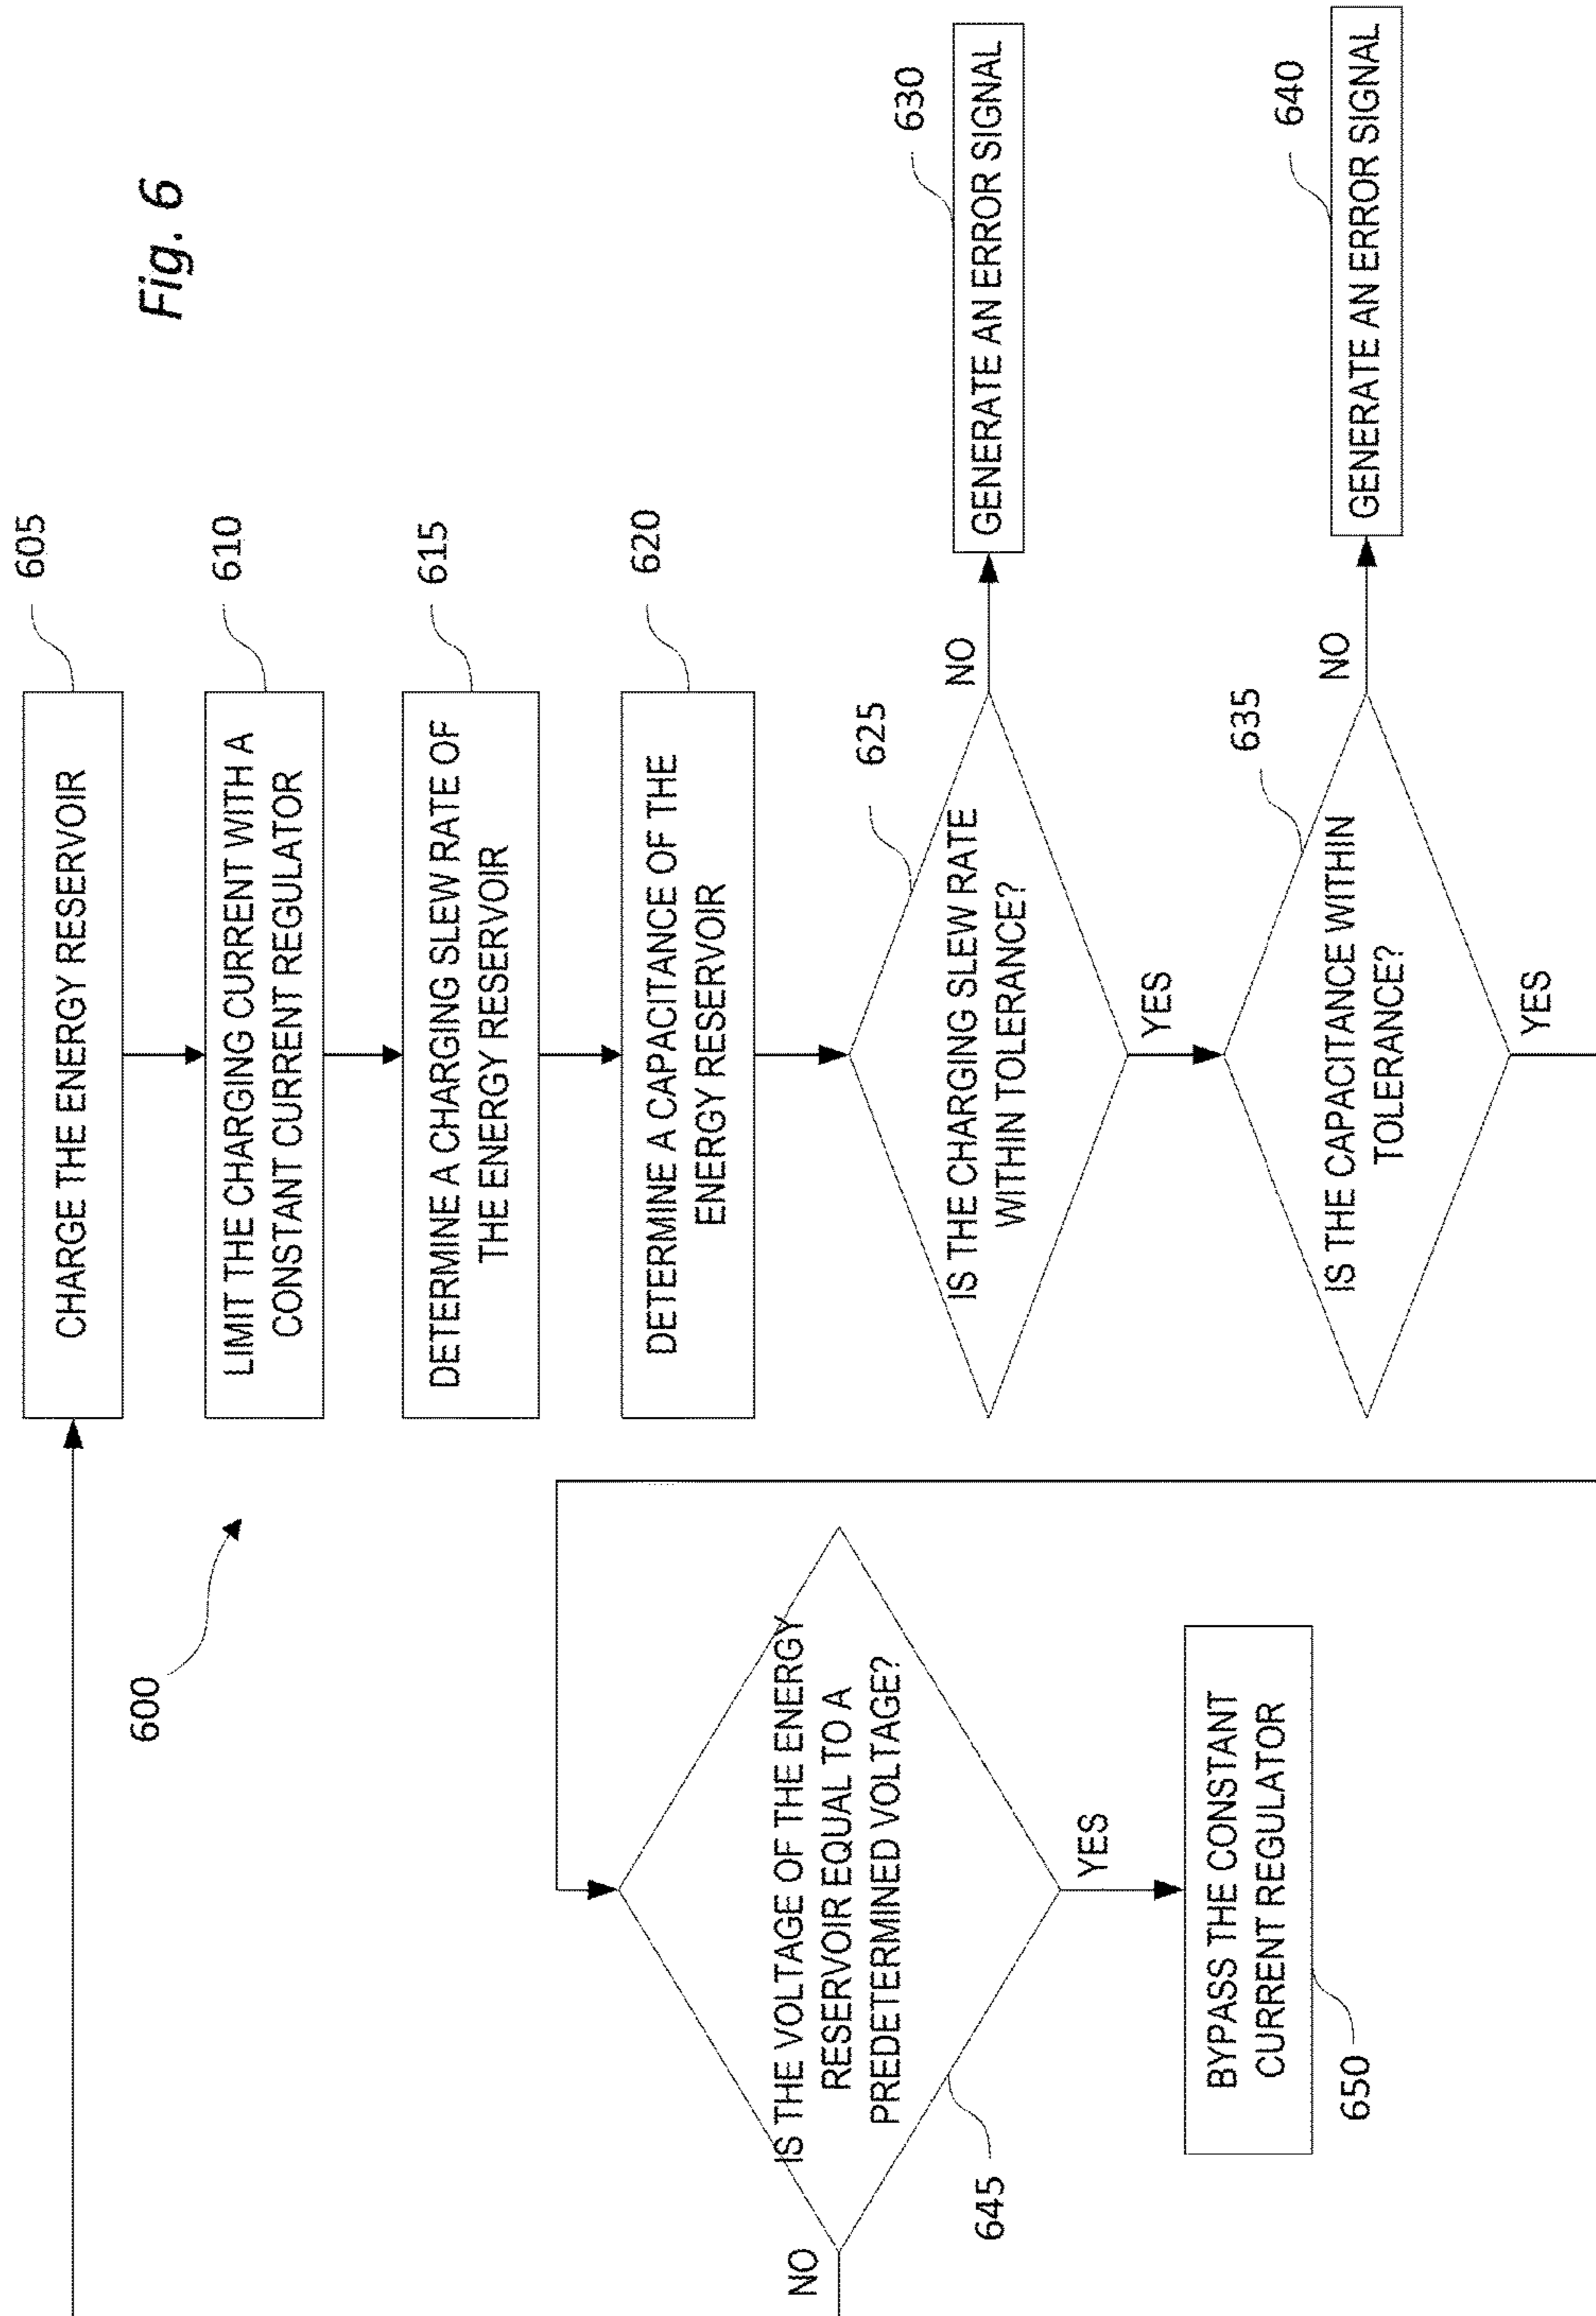 Fig. 6
600
605
CHARGE THE ENERGY RESERVOIR
610
LIMIT THE CHARGING CURRENT WITH A
CONSTANT CURRENT REGULATOR
615
DETERMINE A CHARGING SLEW RATE OF
THE ENERGY RESERVOIR
620
DETERMINE A CAPACITANCE OF THE
ENERGY RESERVOIR
625
IS THE CHARGING SLEW RATE
WITHIN TOLERANCE?
NO
630
GENERATE AN ERROR SIGNAL
YES
635
IS THE CAPACITANCE WITHIN
TOLERANCE?
NO
640
GENERATE AN ERROR SIGNAL
YES
IS THE VOLTAGE OF THE ENERGY
RESERVOIR EQUAL TO A
PREDETERMINED VOLTAGE?
645
NO
YES
BYPASS THE CONSTANT
CURRENT REGULATOR
650